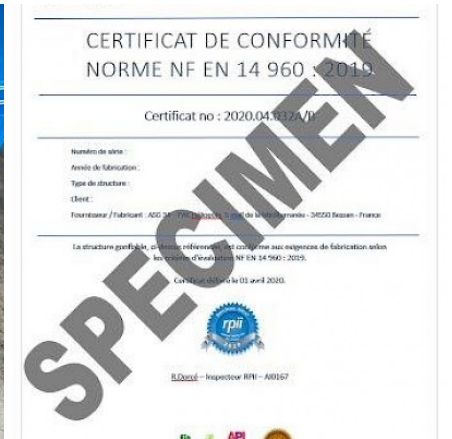 CERTIFICAT DE CONFORMITÉ
NORME NF EN 14 960 : 2019
Certificat no : 2020.04.032A/B
Numéro de série :
Année de fabrication :
Type de structure :
Client :
Fournisseur / Fabricant : ASG 34 - Bessan - France
La structure gonflable, ci-dessus référencée, est conforme aux exigences de fabrication selon
les critères d'évaluation NF EN 14 960 : 2019.
Certificat délivré le 01 avril 2020.
rpii
R.Dorcé – Inspecteur RPII – AI0167
API
SPECIMEN